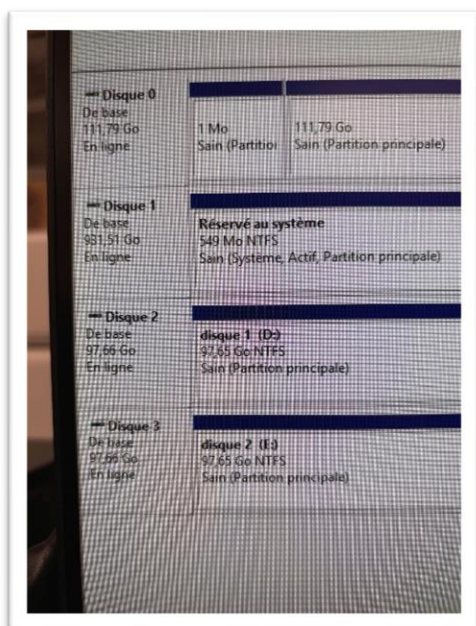 Disque 0
De base
111,79 Go
En ligne
1 Mo
Sain (Partitio
111,79 Go
Sain (Partition principale)
Disque 1
De base
931,51 Go
En ligne
Réservé au système
549 Mo NTFS
Sain (Système, Actif, Partition principale)
Disque 2
De base
97,66 Go
En ligne
disque 1 (D:)
97,65 Go NTFS
Sain (Partition principale)
Disque 3
De base
97,66 Go
En ligne
disque 2 (E:)
97,65 Go NTFS
Sain (Partition principale)